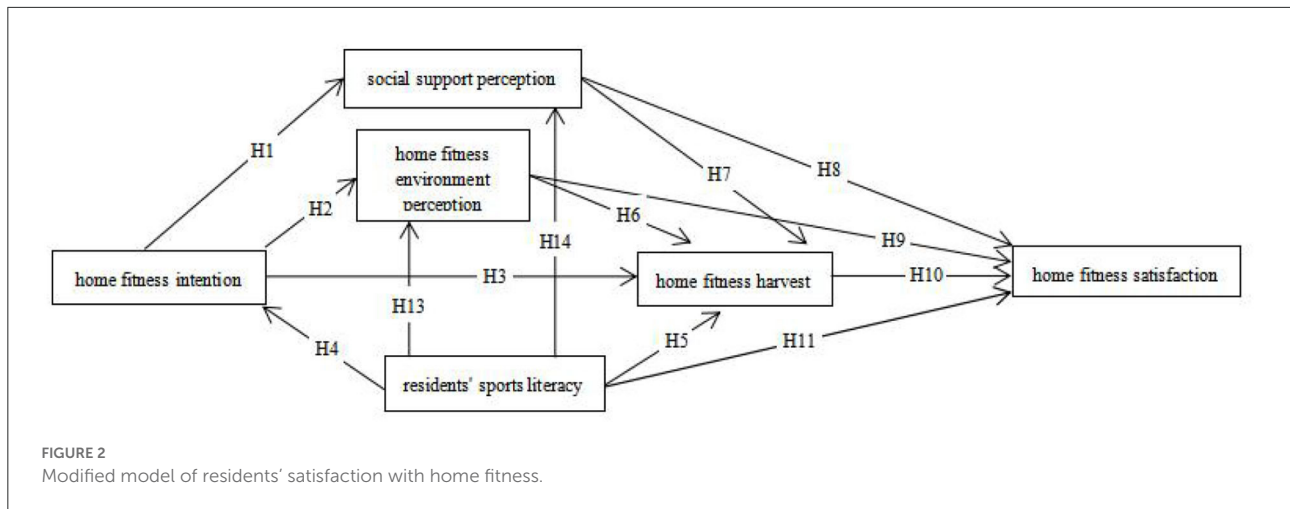 social support perception
H1
home fitness
environment
perception
H7
H8
H2
H6
H14
H9
home fitness intention
H3
home fitness harvest
H10
home fitness satisfaction
H13
H4
H5
H11
residents' sports literacy
FIGURE 2
Modified model of residents' satisfaction with home fitness.